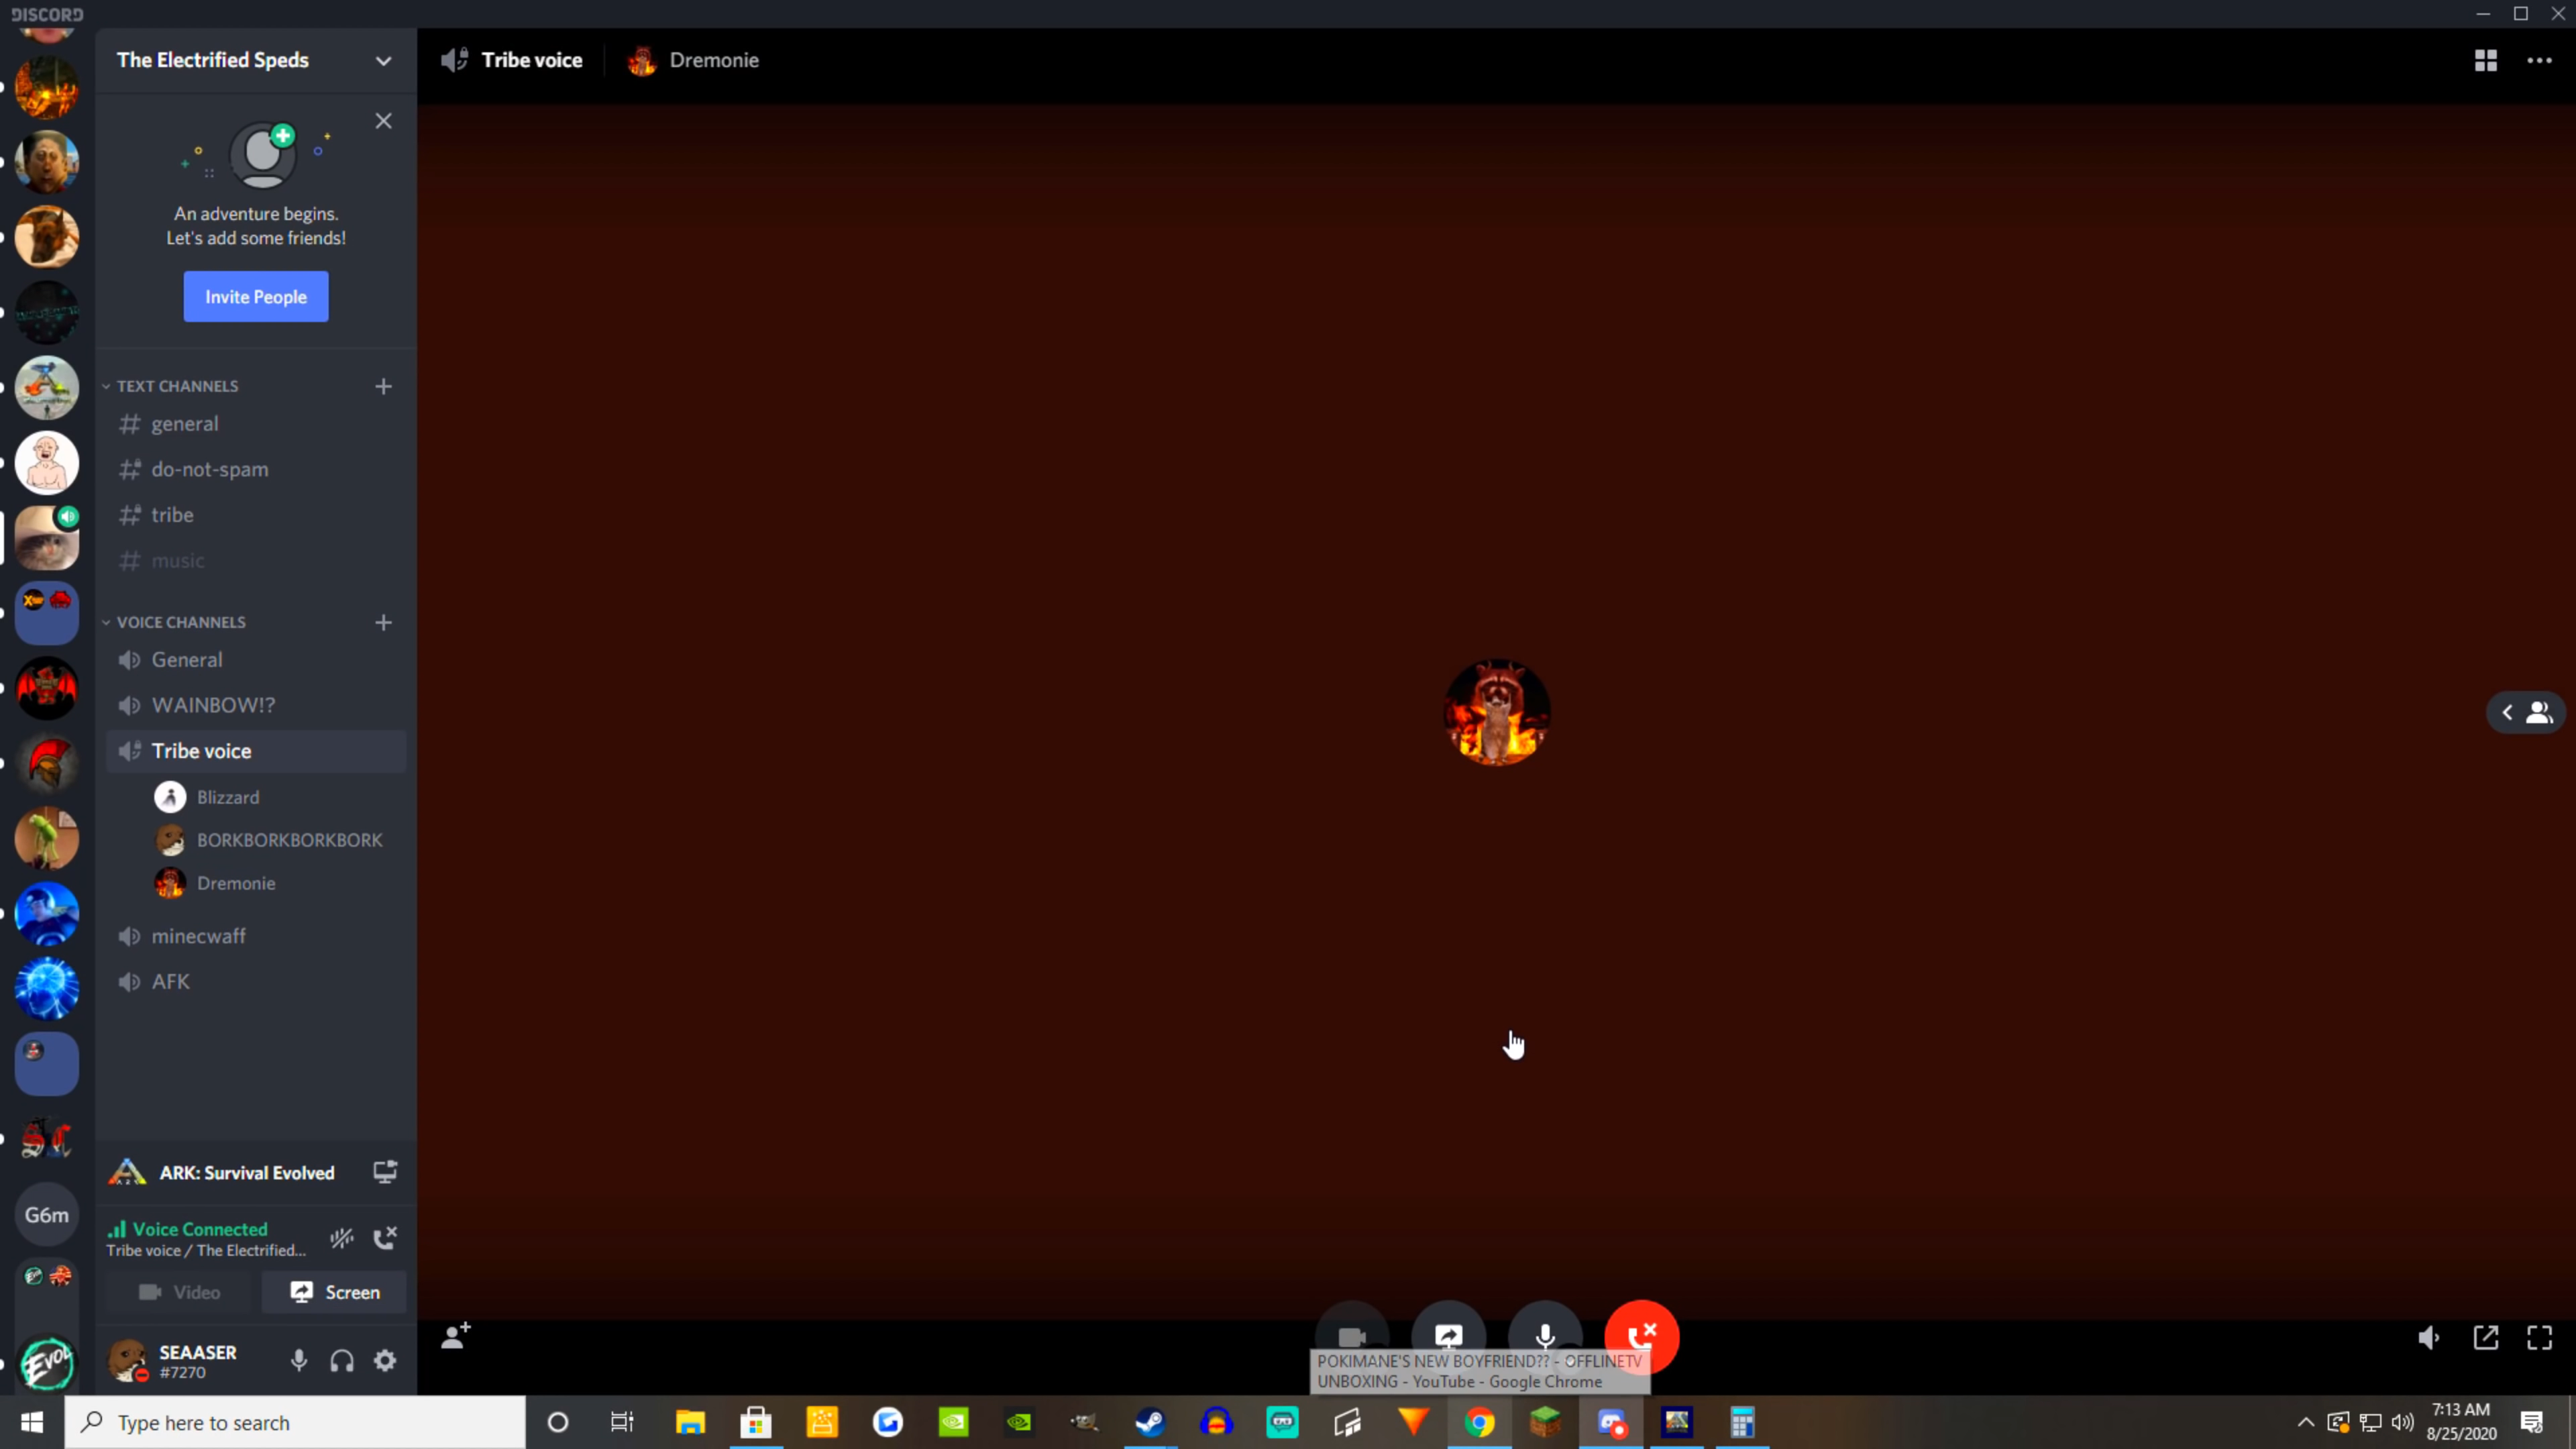 DISCORD
The Electrified Speds
An adventure begins.
Let's add some friends!
Invite People
TEXT CHANNELS
general
do-not-spam
tribe
music
VOICE CHANNELS
General
WAINBOW!?
Tribe voice
Blizzard
BORKBORKBORKBORK
Dremonie
minecwaff
AFK
ARK: Survival Evolved
Voice Connected
Tribe voice / The Electrified...
Video
Screen
SEAASER
#7270
G6m
EVOL
Tribe voice
Dremonie
POKIMANE'S NEW BOYFRIEND?? - OFFLINETV
UNBOXING - YouTube - Google Chrome
Type here to search
7:13 AM
8/25/2020